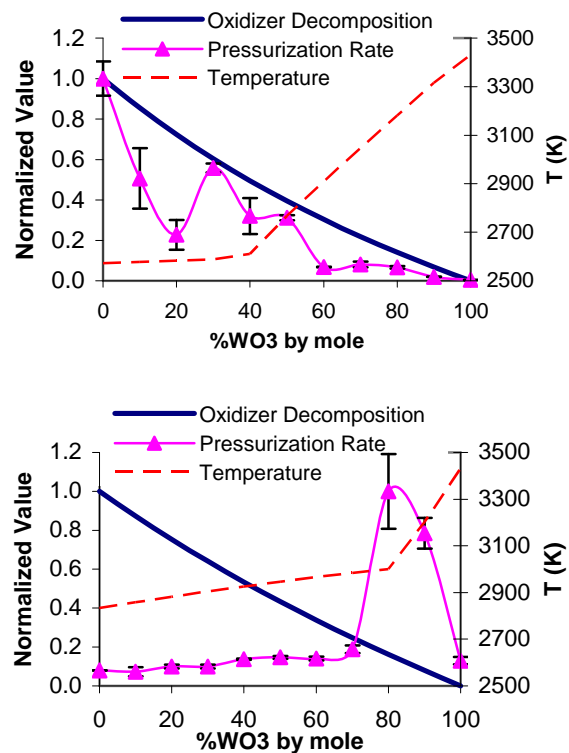 Oxidizer Decomposition
Pressurization Rate
Temperature
Normalized Value
1.2
1.0
0.8
0.6
0.4
0.2
0.0
3500
3300
3100
2900
2700
2500
T (K)
0 20 40 60 80 100
%WO3 by mole
Oxidizer Decomposition
Pressurization Rate
Temperature
Normalized Value
1.2
1.0
0.8
0.6
0.4
0.2
0.0
3500
3300
3100
2900
2700
2500
T (K)
0 20 40 60 80 100
%WO3 by mole